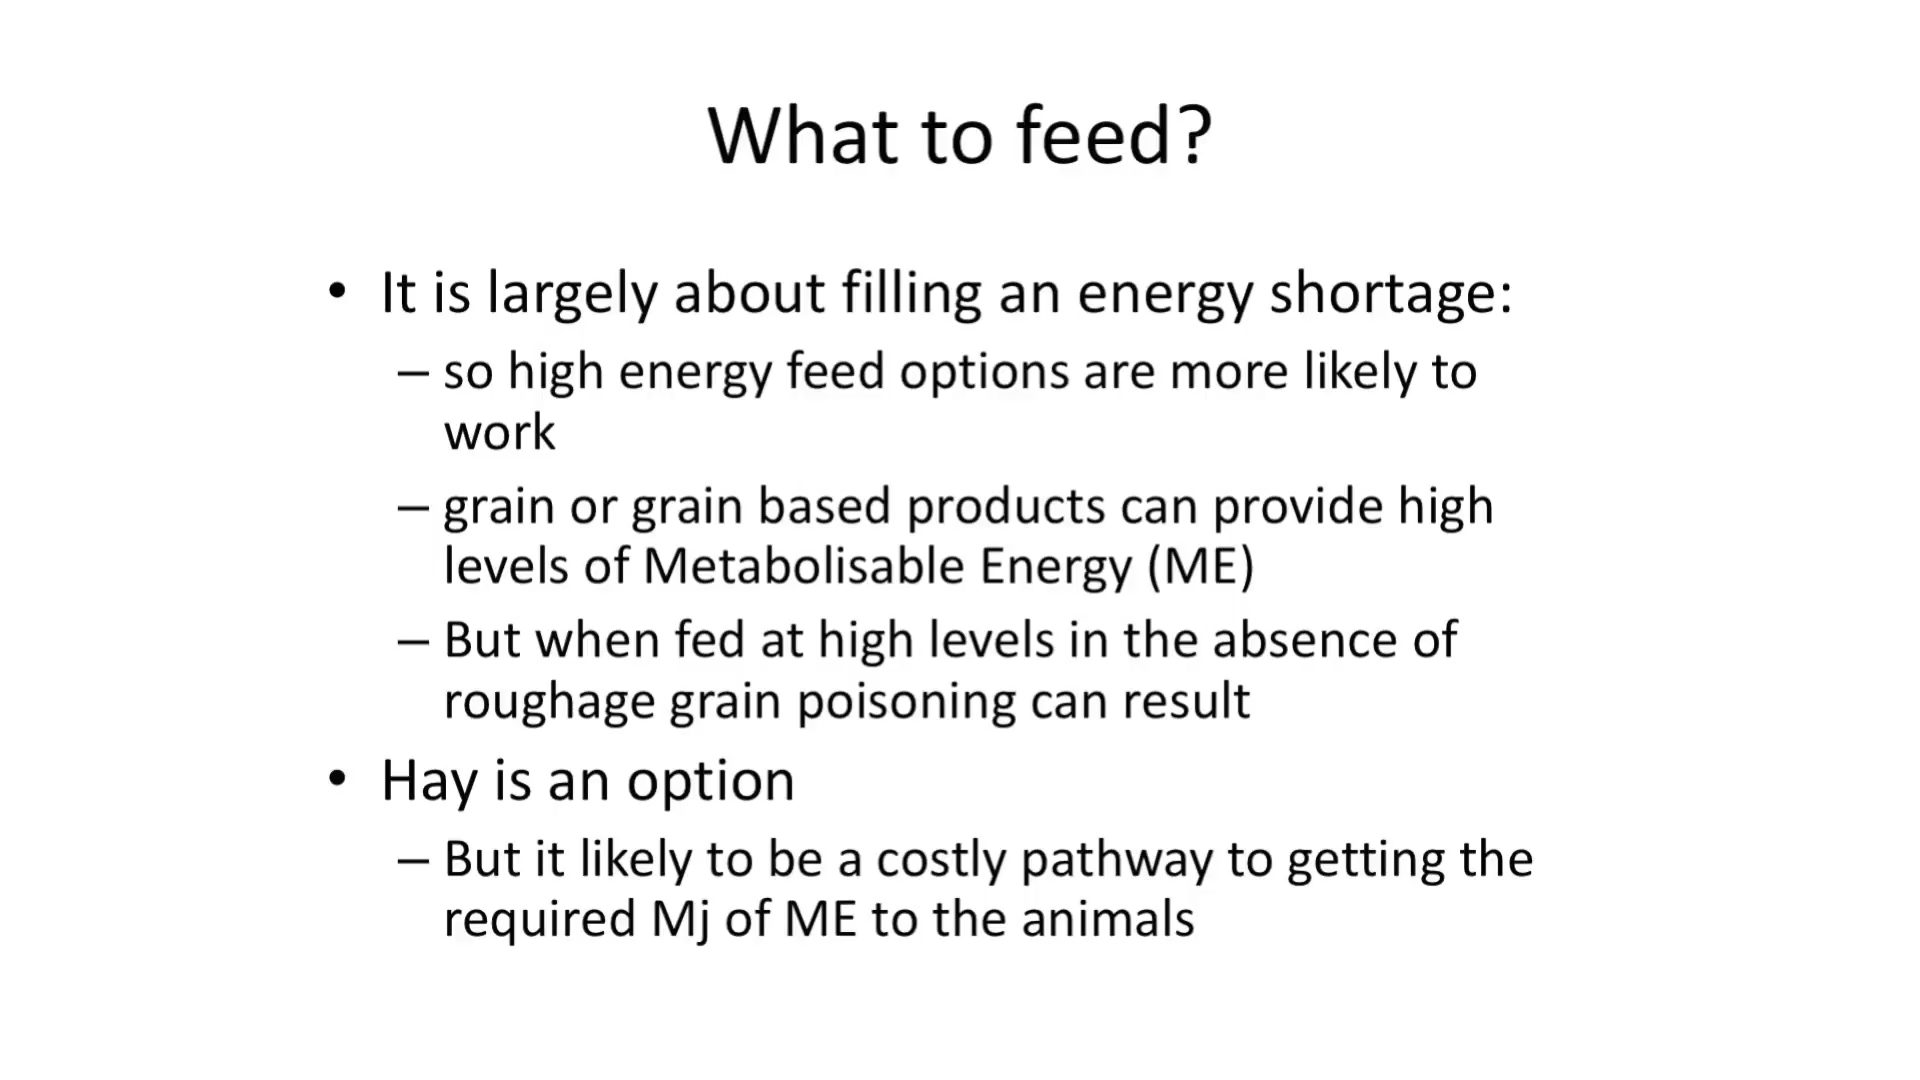 What to feed?
• It is largely about filling an energy shortage:
– so high energy feed options are more likely to
work
– grain or grain based products can provide high
levels of Metabolisable Energy (ME)
– But when fed at high levels in the absence of
roughage grain poisoning can result
• Hay is an option
– But it likely to be a costly pathway to getting the
required Mj of ME to the animals